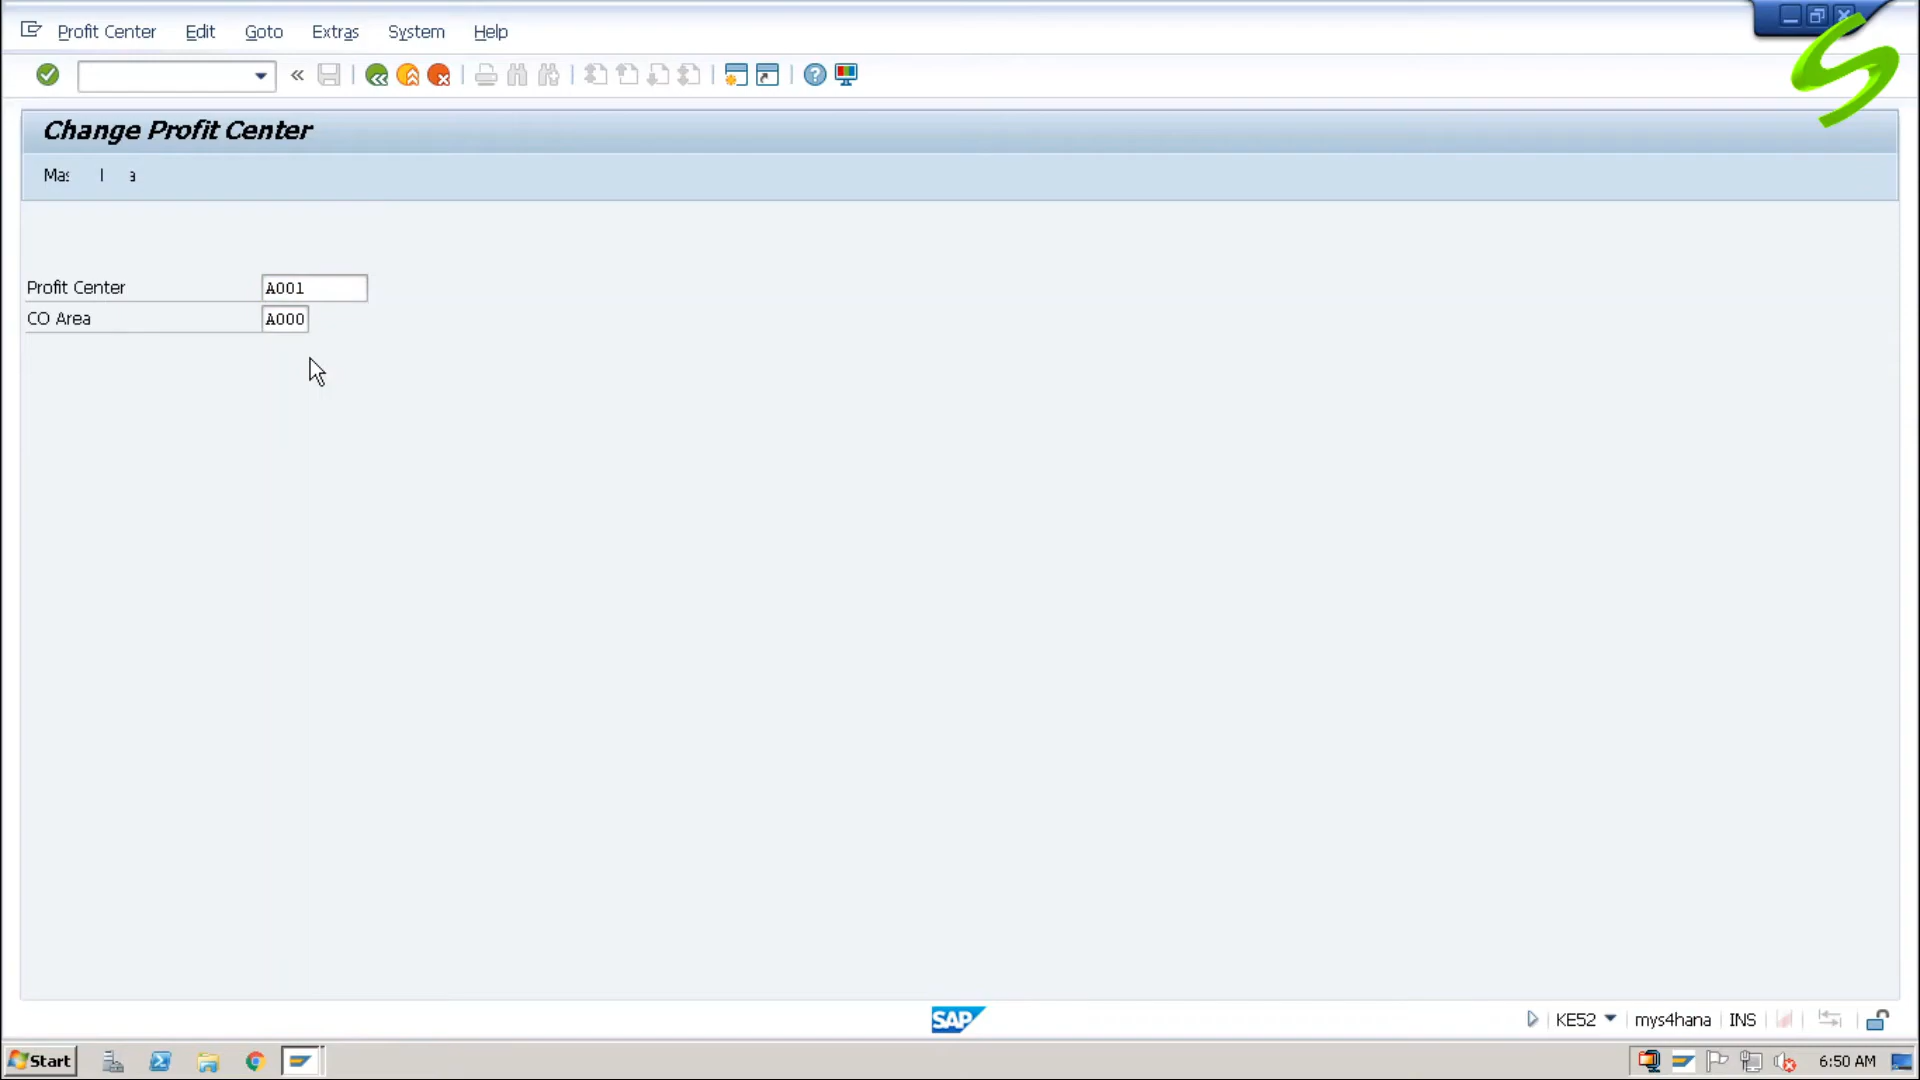 Profit Center Edit Goto Extras System Help
Change Profit Center
Profit Center A001
CO Area A000
SAP KE52 mys4hana INS
Start 6:50 AM